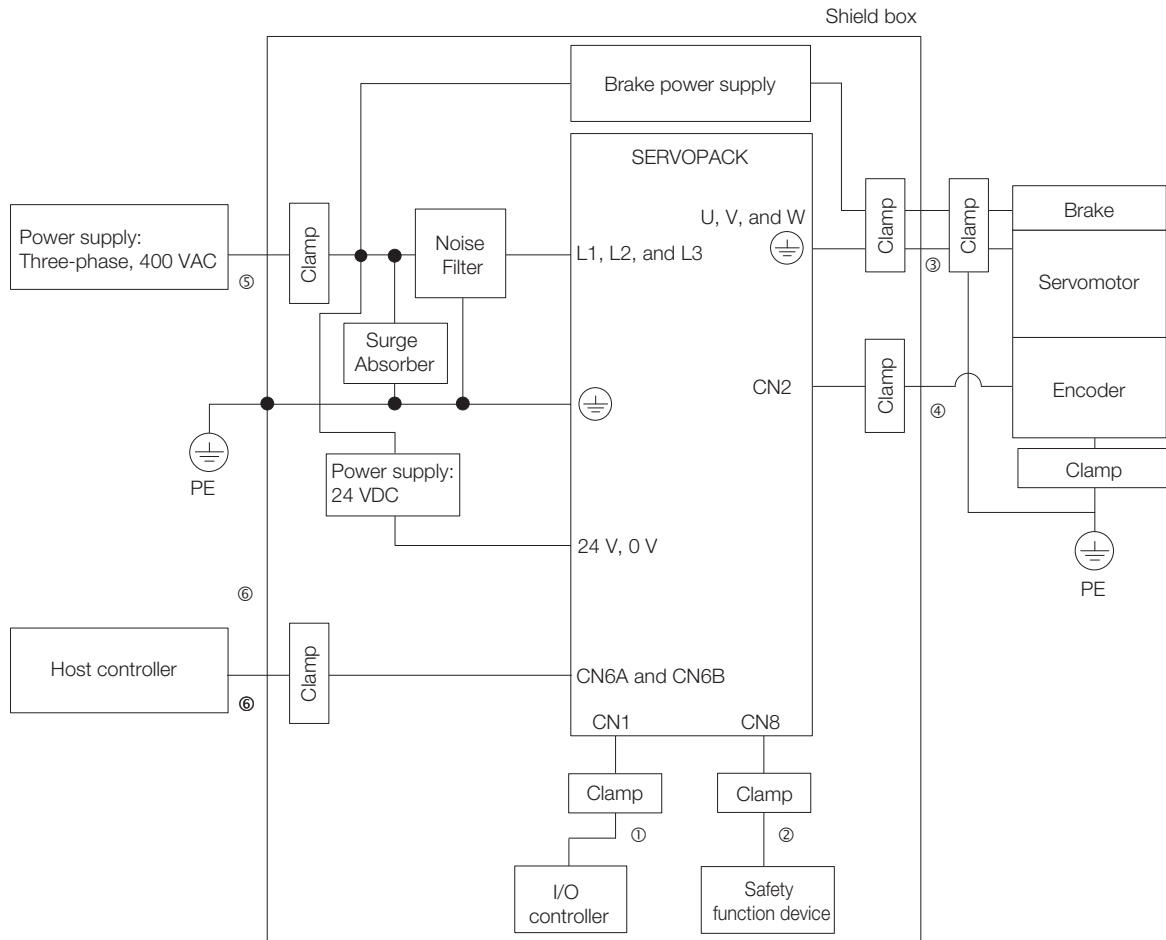 Shield box
Brake power supply
SERVOPACK
Power supply:
Three-phase, 400 VAC
⑤
Clamp
Noise
Filter
L1, L2, and L3
U, V, and W
Clamp
③
Clamp
Brake
Servomotor
Surge
Absorber
CN2
Clamp
④
Encoder
Clamp
PE
PE
Power supply:
24 VDC
24 V, 0 V
⑥
Host controller
⑥
Clamp
CN6A and CN6B
CN1
CN8
Clamp
Clamp
①
②
I/O
controller
Safety
function device